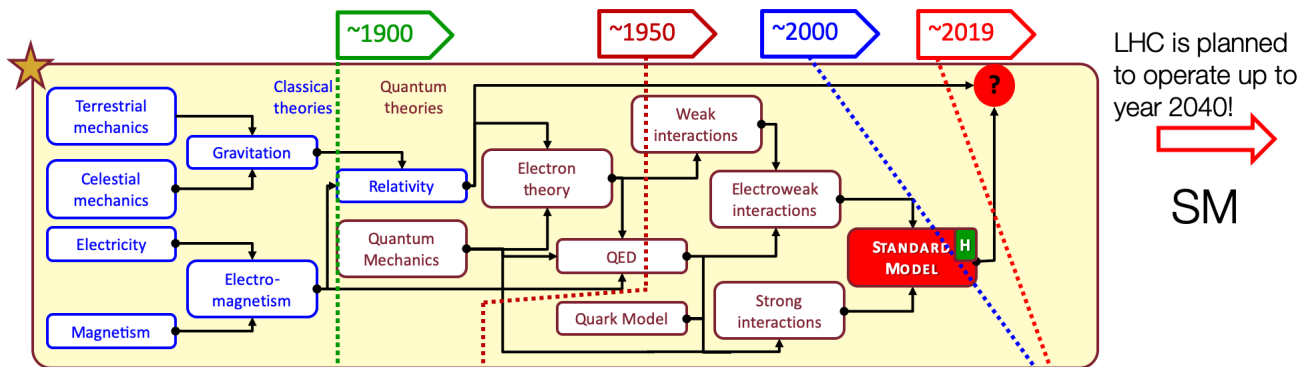 ~1900
~1950
~2000
~2019
LHC is planned
to operate up to
year 2040!
SM
Classical
theories
Quantum
theories
?
Terrestrial
mechanics
Gravitation
Celestial
mechanics
Electricity
Electro-
magnetism
Magnetism
Relativity
Quantum
Mechanics
Electron
theory
QED
Quark Model
Weak
interactions
Electroweak
interactions
Strong
interactions
STANDARD
MODEL
H